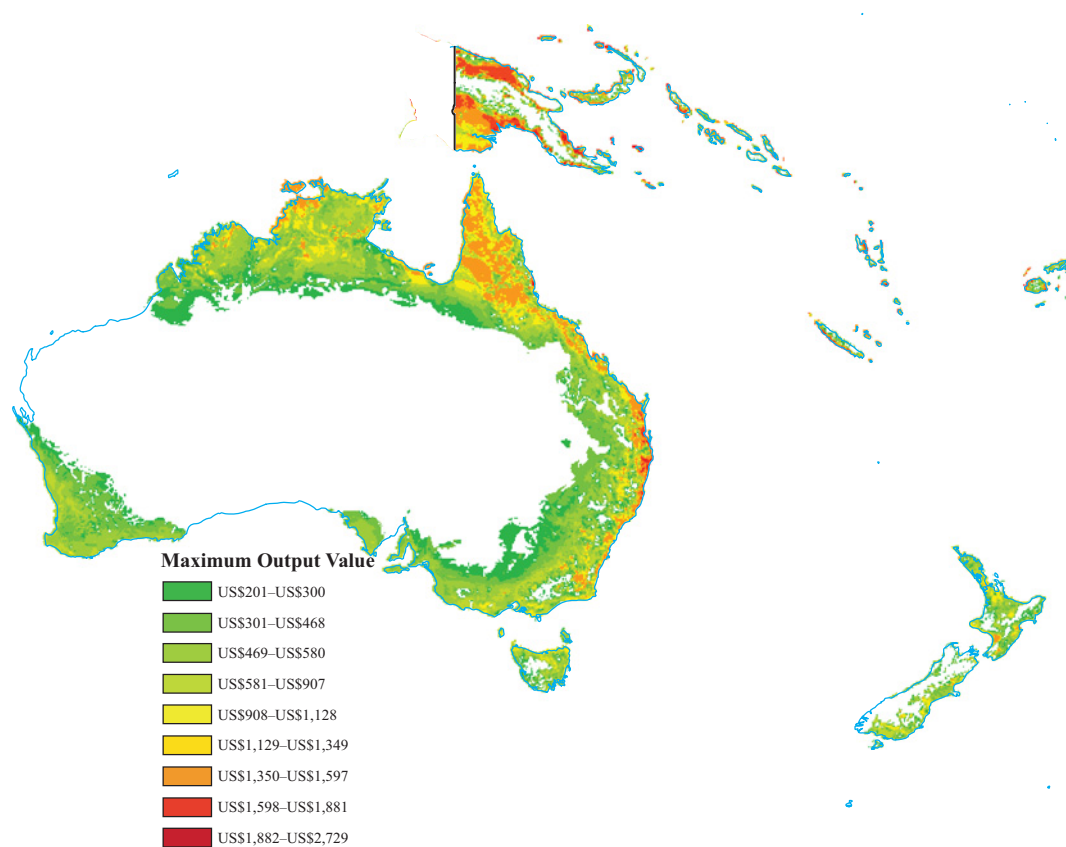 Maximum Output Value
US$201–US$300
US$301–US$468
US$469–US$580
US$581–US$907
US$908–US$1,128
US$1,129–US$1,349
US$1,350–US$1,597
US$1,598–US$1,881
US$1,882–US$2,729